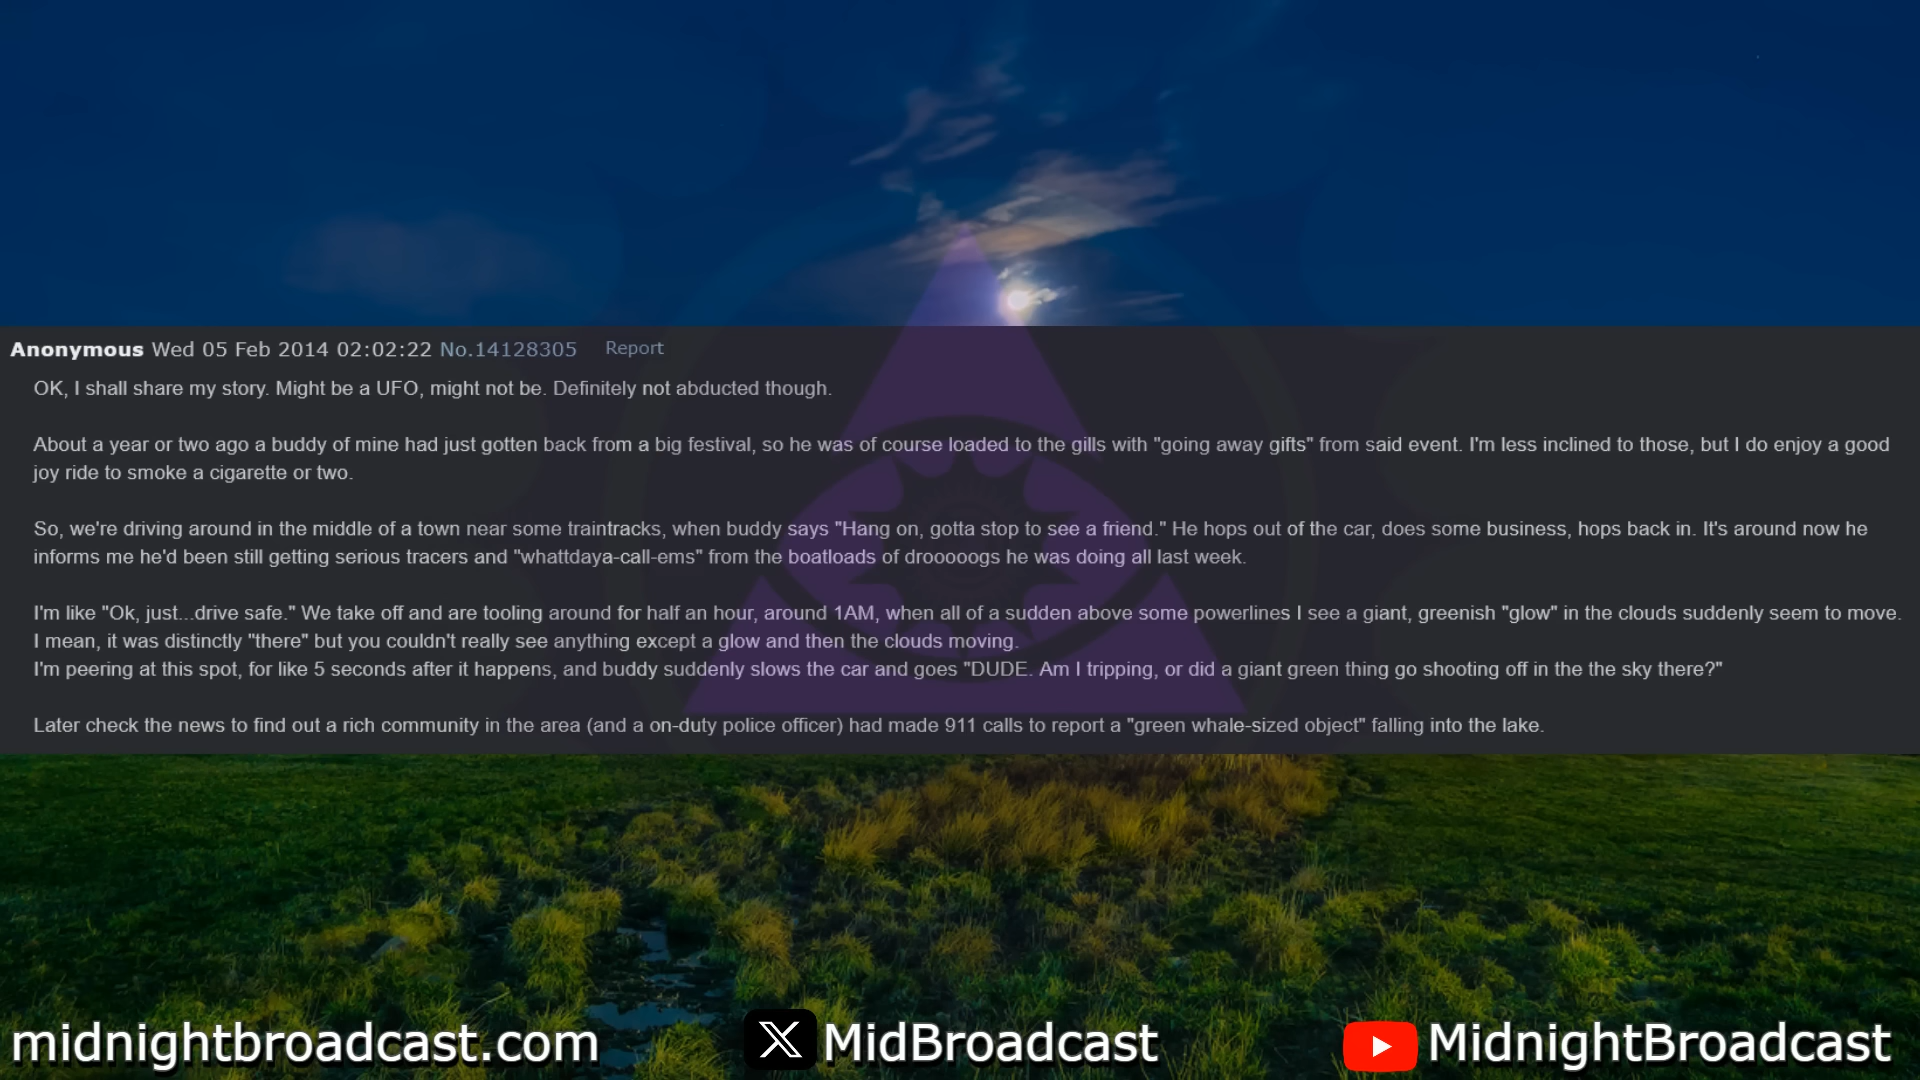 Anonymous Wed 05 Feb 2014 02:02:22 No.14128305 Report
OK, I shall share my story. Might be a UFO, might not be. Definitely not abducted though.
About a year or two ago a buddy of mine had just gotten back from a big festival, so he was of course loaded to the gills with "going away gifts" from said event. I'm less inclined to those, but I do enjoy a good
joy ride to smoke a cigarette or two.
So, we're driving around in the middle of a town near some traintracks, when buddy says "Hang on, gotta stop to see a friend." He hops out of the car, does some business, hops back in. It's around now he
informs me he'd been still getting serious tracers and "whattdaya-call-ems" from the boatloads of drooooogs he was doing all last week.
I'm like "Ok, just...drive safe." We take off and are tooling around for half an hour, around 1AM, when all of a sudden above some powerlines I see a giant, greenish "glow" in the clouds suddenly seem to move.
I mean, it was distinctly "there" but you couldn't really see anything except a glow and then the clouds moving.
I'm peering at this spot, for like 5 seconds after it happens, and buddy suddenly slows the car and goes "DUDE. Am I tripping, or did a giant green thing go shooting off in the the sky there?"
Later check the news to find out a rich community in the area (and a on-duty police officer) had made 911 calls to report a "green whale-sized object" falling into the lake.
midnightbroadcast.com
MidBroadcast
MidnightBroadcast